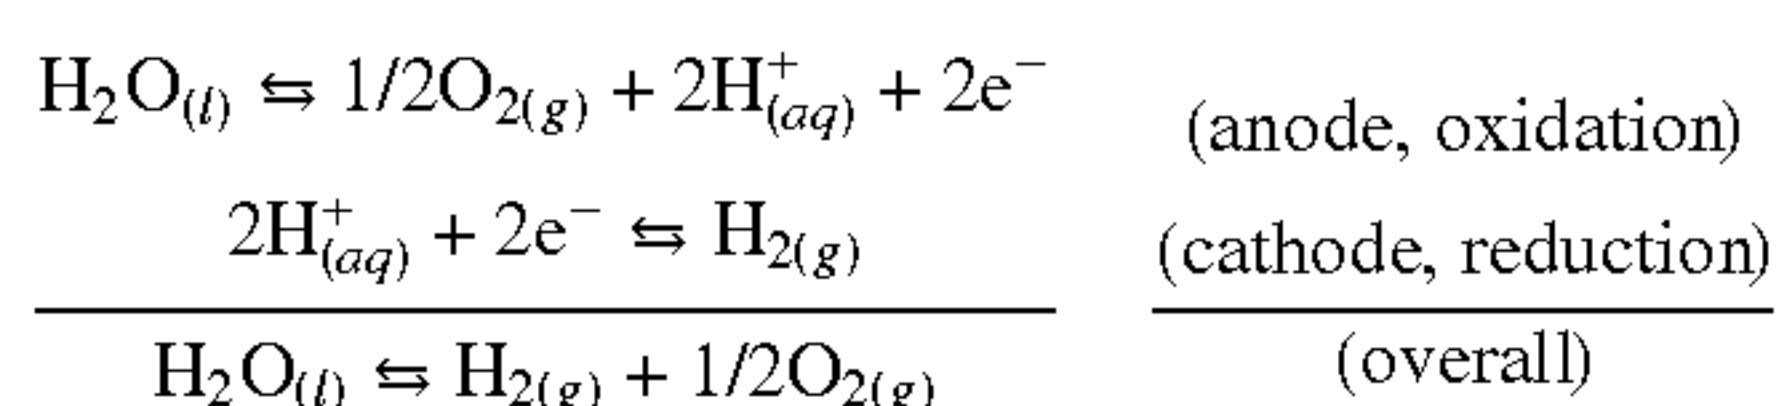 H₂O₍l₎ ⇆ 1/2O₂₍g₎ + 2H⁺₍aq₎ + 2e⁻ (anode, oxidation)
2H⁺₍aq₎ + 2e⁻ ⇆ H₂₍g₎ (cathode, reduction)
H₂O₍l₎ ⇆ H₂₍g₎ + 1/2O₂₍g₎ (overall)